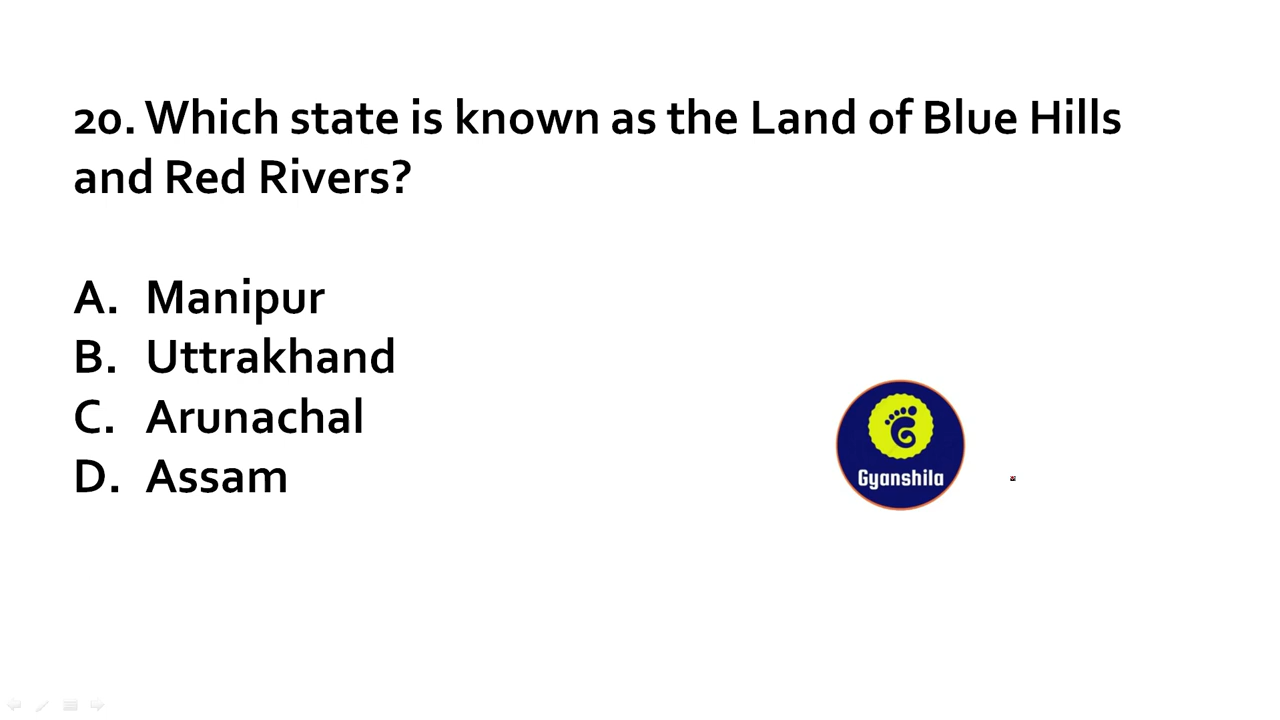 20. Which state is known as the Land of Blue Hills
and Red Rivers?
A. Manipur
B. Uttrakhand
C. Arunachal
D. Assam
Gyanshila